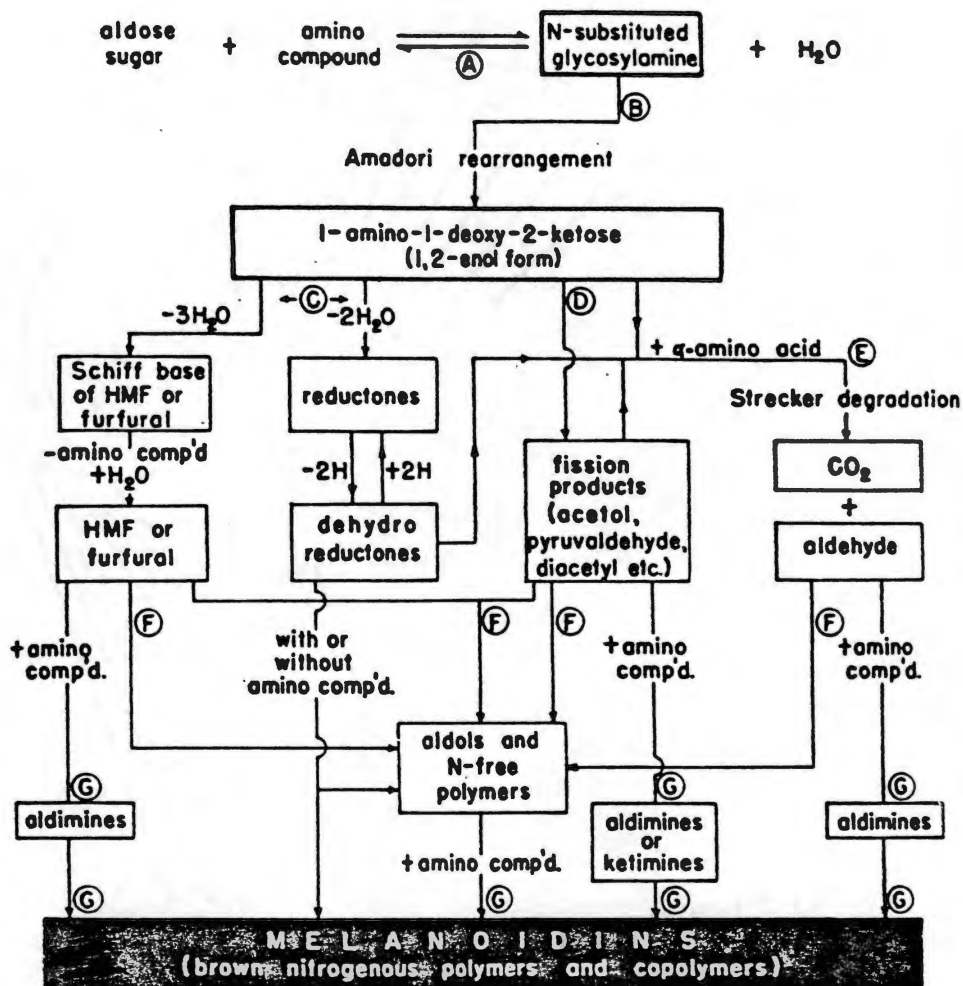 aldose sugar + amino compound Ⓐ N-substituted glycosylamine + H₂O
Ⓑ
Amadori rearrangement
1-amino-1-deoxy-2-ketose
(1,2-enol form)
-3H₂O
← Ⓒ →
-2H₂O
Ⓓ
+ α-amino acid
Ⓔ
Strecker degradation
Schiff base
of HMF or
furfural
reductones
-amino comp'd
+H₂O
-2H
+2H
fission
products
(acetol,
pyruvaldehyde,
diacetyl etc.)
CO₂
+
aldehyde
HMF or
furfural
dehydro
reductones
Ⓕ
Ⓕ
Ⓕ
Ⓕ
+amino
comp'd.
with or
without
amino comp'd.
+amino
comp'd.
+amino
comp'd.
aldols and
N-free
polymers
Ⓖ
aldimines
+amino comp'd.
Ⓖ
aldimines
or
ketimines
Ⓖ
aldimines
Ⓖ
Ⓖ
Ⓖ
Ⓖ
MELANOIDINS
(brown nitrogenous polymers and copolymers)